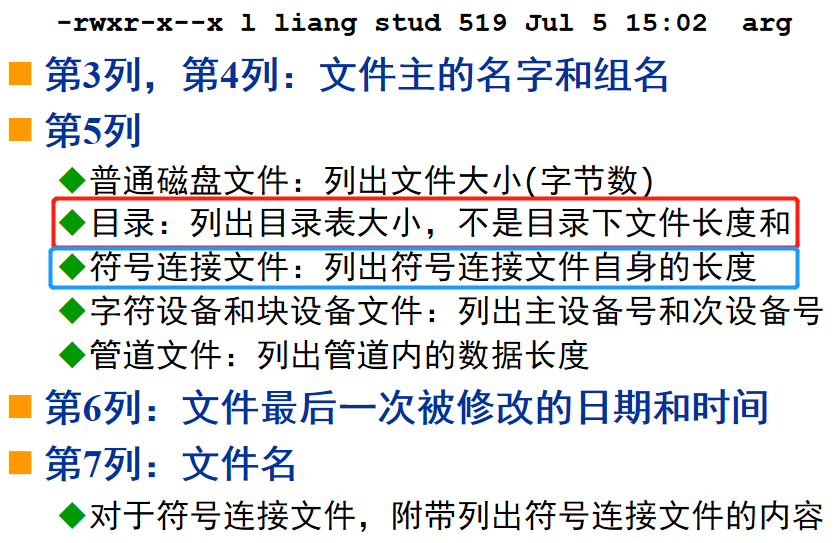 -rwxr-x--x 1 liang stud 519 Jul 5 15:02 arg
第3列，第4列：文件主的名字和组名
第5列
普通磁盘文件：列出文件大小(字节数)
目录：列出目录表大小，不是目录下文件长度和
符号连接文件：列出符号连接文件自身的长度
字符设备和块设备文件：列出主设备号和次设备号
管道文件：列出管道内的数据长度
第6列：文件最后一次被修改的日期和时间
第7列：文件名
对于符号连接文件，附带列出符号连接文件的内容